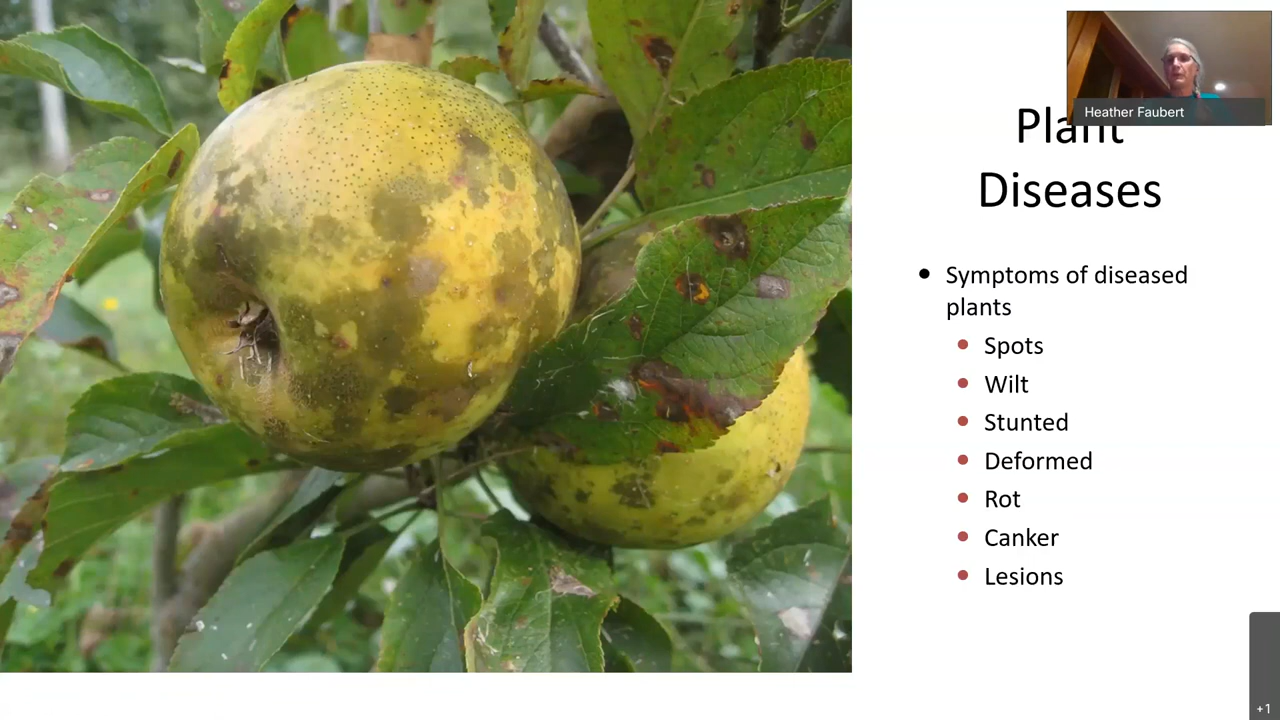 Heather Faubert
Plant
Diseases
Symptoms of diseased
plants
Spots
Wilt
Stunted
Deformed
Rot
Canker
Lesions
+1